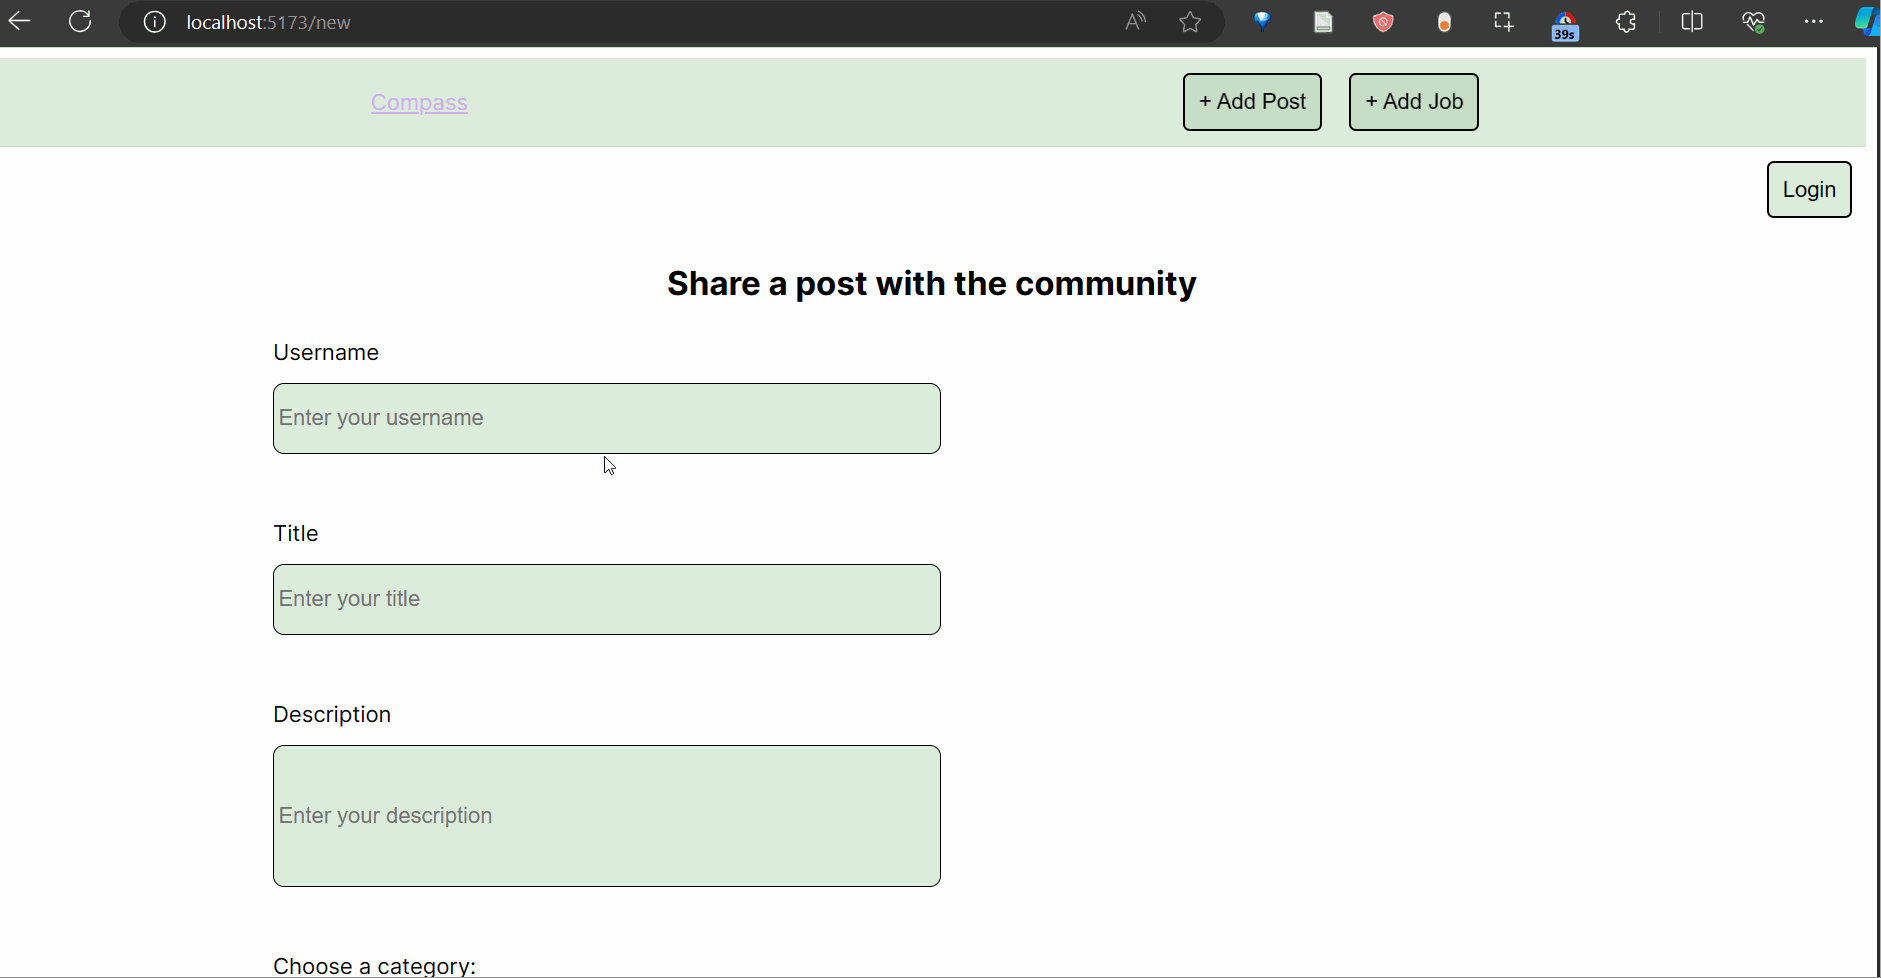 localhost:5173/new
39s
Compass
+ Add Post
+ Add Job
Login
Share a post with the community
Username
Enter your username
Title
Enter your title
Description
Enter your description
Choose a category: